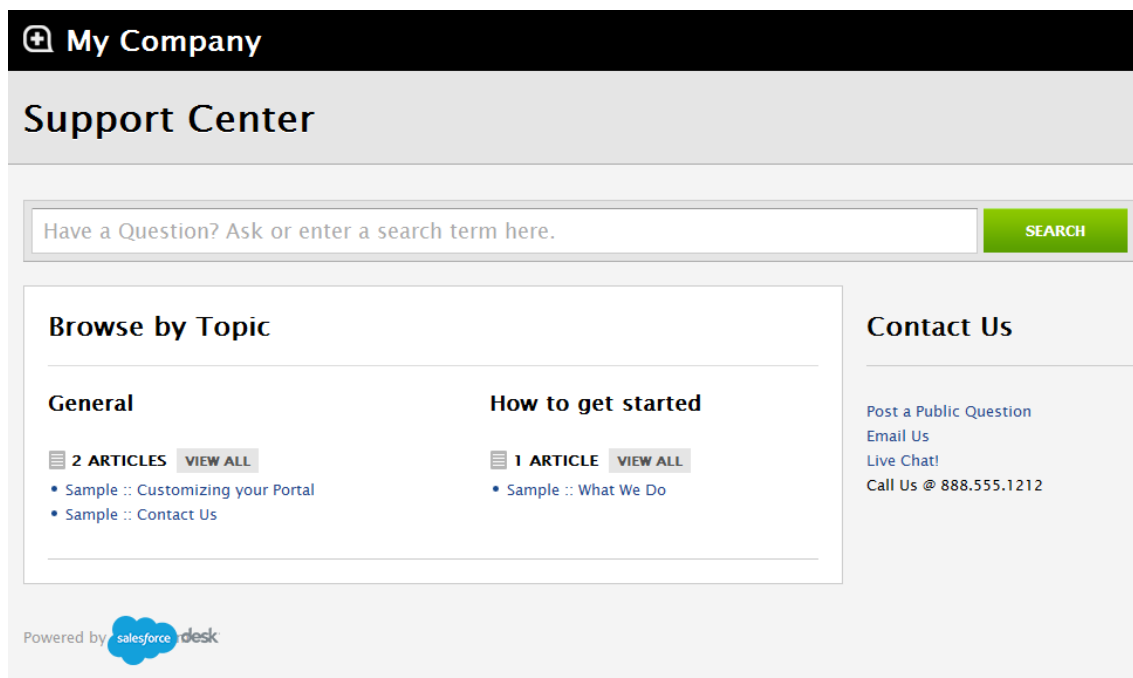 My Company
Support Center
Have a Question? Ask or enter a search term here.
SEARCH
Browse by Topic
General
2 ARTICLES VIEW ALL
• Sample :: Customizing your Portal
• Sample :: Contact Us
How to get started
1 ARTICLE VIEW ALL
• Sample :: What We Do
Contact Us
Post a Public Question
Email Us
Live Chat!
Call Us @ 888.555.1212
Powered by salesforce desk